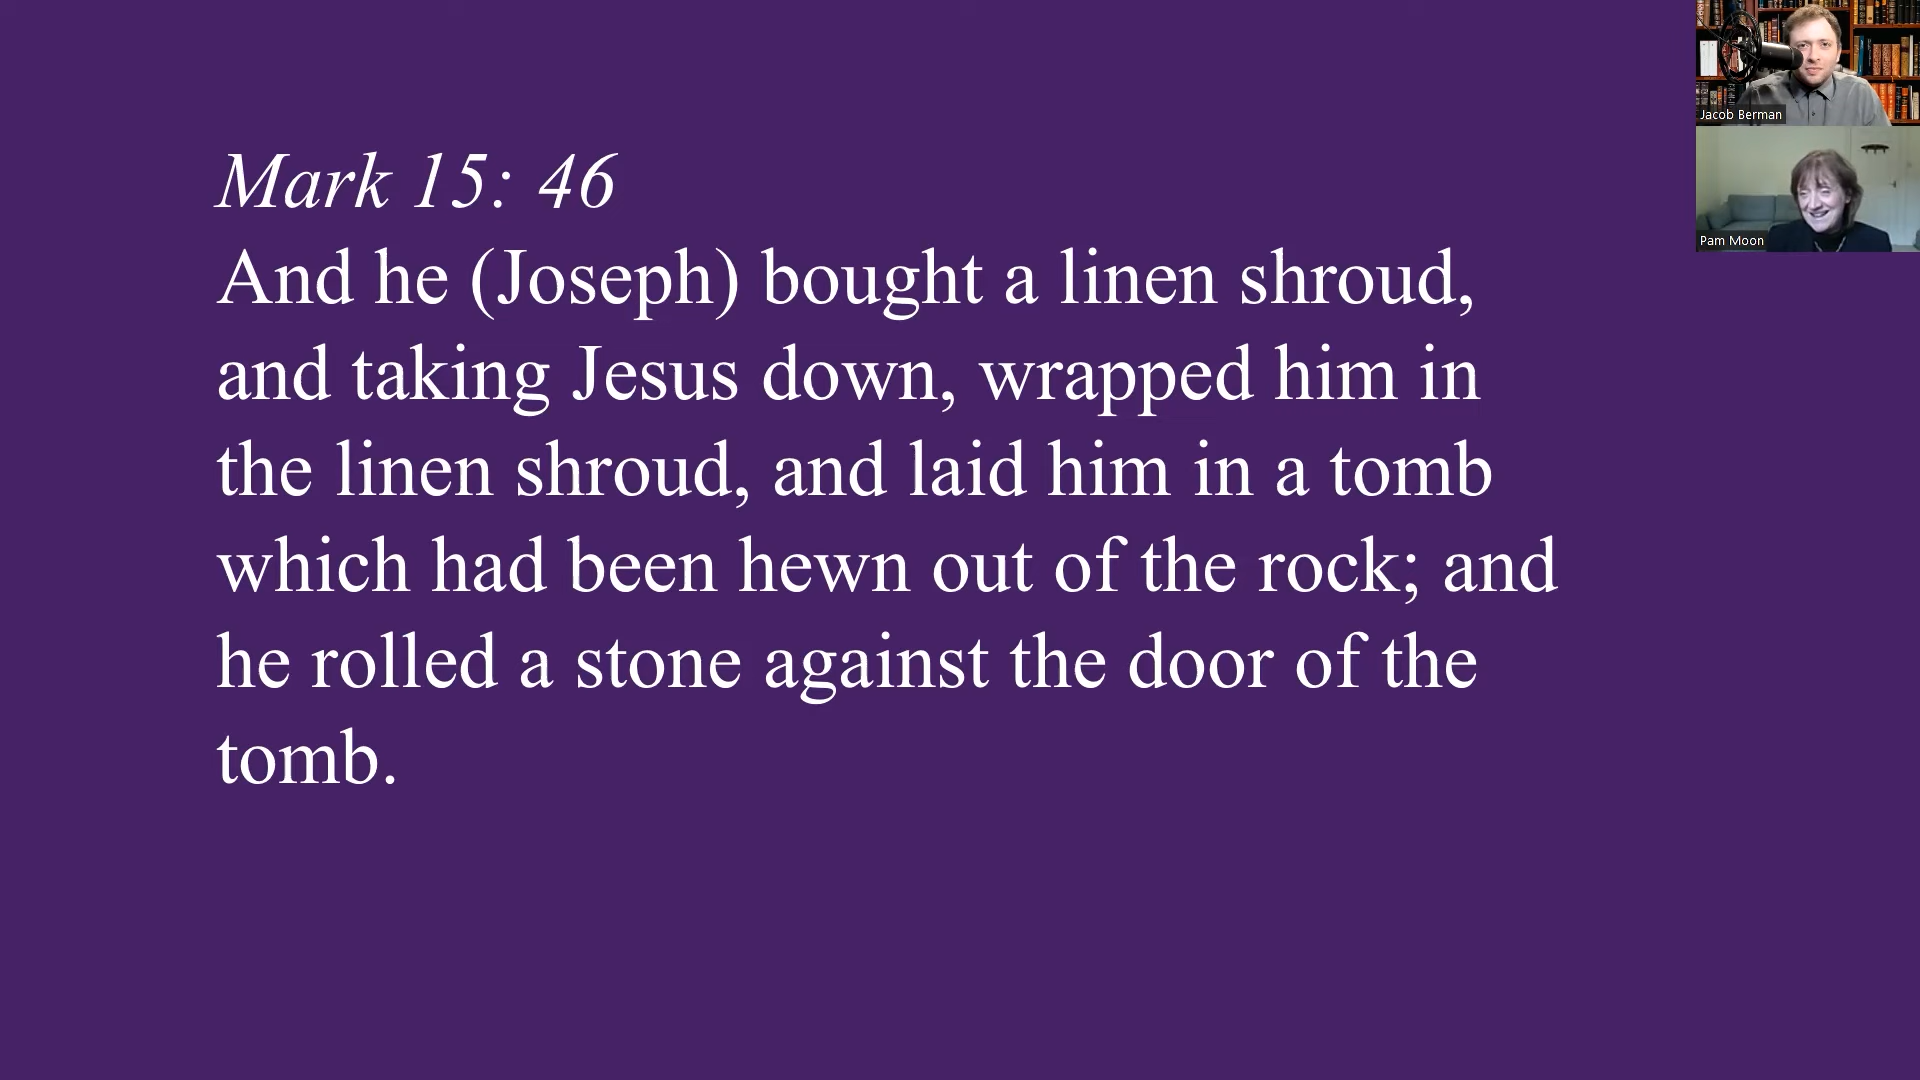 Mark 15: 46
And he (Joseph) bought a linen shroud,
and taking Jesus down, wrapped him in
the linen shroud, and laid him in a tomb
which had been hewn out of the rock; and
he rolled a stone against the door of the
tomb.
Jacob Berman
Pam Moon